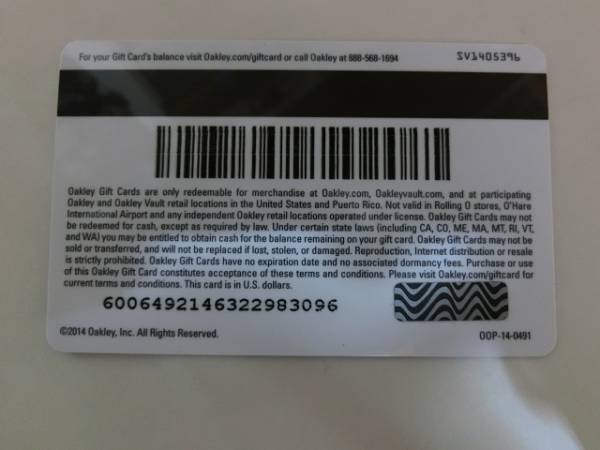 For your Gift Card's balance visit Oakley.com/giftcard or call Oakley at 888-568-1694
SV1405396
Oakley Gift Cards are only redeemable for merchandise at Oakley.com, Oakleyvault.com, and at participating
Oakley and Oakley Vault retail locations in the United States and Puerto Rico. Not valid in Rolling O stores, O'Hare
International Airport and any independent Oakley retail locations operated under license. Oakley Gift Cards may not
be redeemed for cash, except as required by law. Under certain state laws (including CA, CO, ME, MA, MT, RI, VT,
and WA) you may be entitled to obtain cash for the balance remaining on your gift card. Oakley Gift Cards may not be
sold or transferred, and will not be replaced if lost, stolen, or damaged. Reproduction, Internet distribution or resale
is strictly prohibited. Oakley Gift Cards have no expiration date and no associated dormancy fees. Purchase or use
of this Oakley Gift Card constitutes acceptance of these terms and conditions. Please visit Oakley.com/giftcard for
current terms and conditions. This card is in U.S. dollars.
6006492146322983096
©2014 Oakley, Inc. All Rights Reserved.
OOP-14-0491